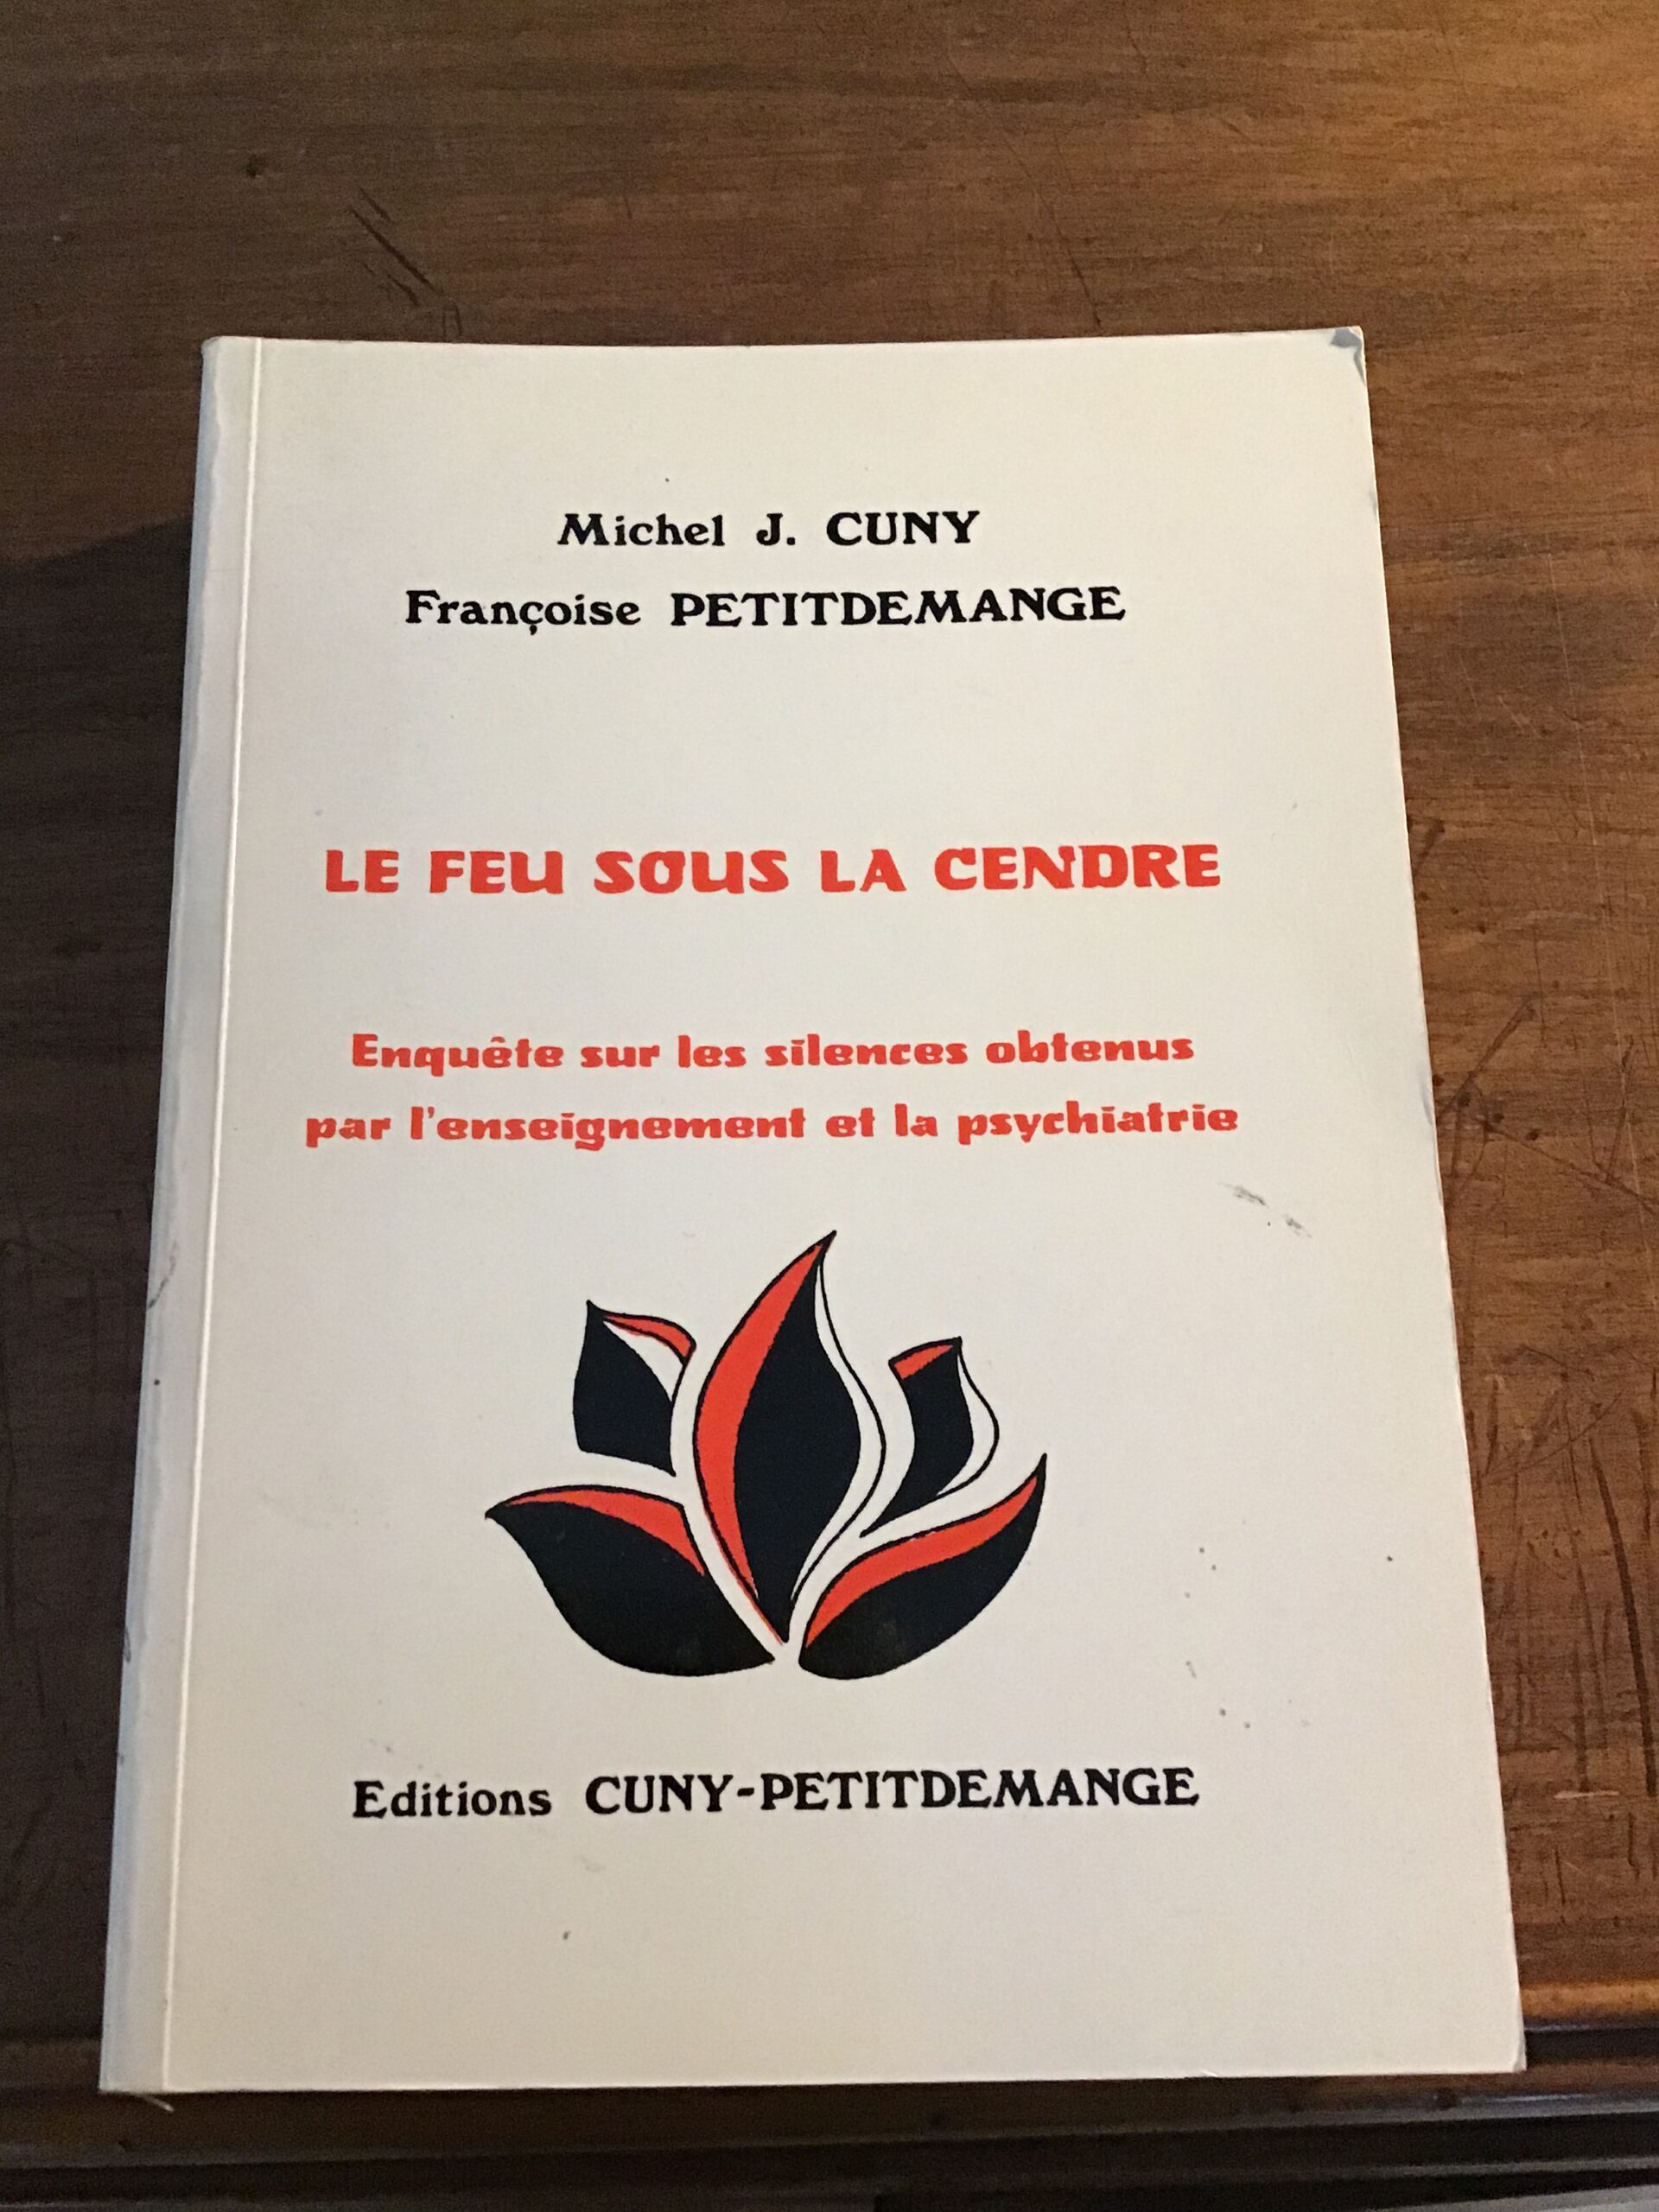 Michel J. CUNY
Françoise PETITDEMANGE
LE FEU SOUS LA CENDRE
Enquête sur les silences obtenus
par l'enseignement et la psychiatrie
Editions CUNY-PETITDEMANGE